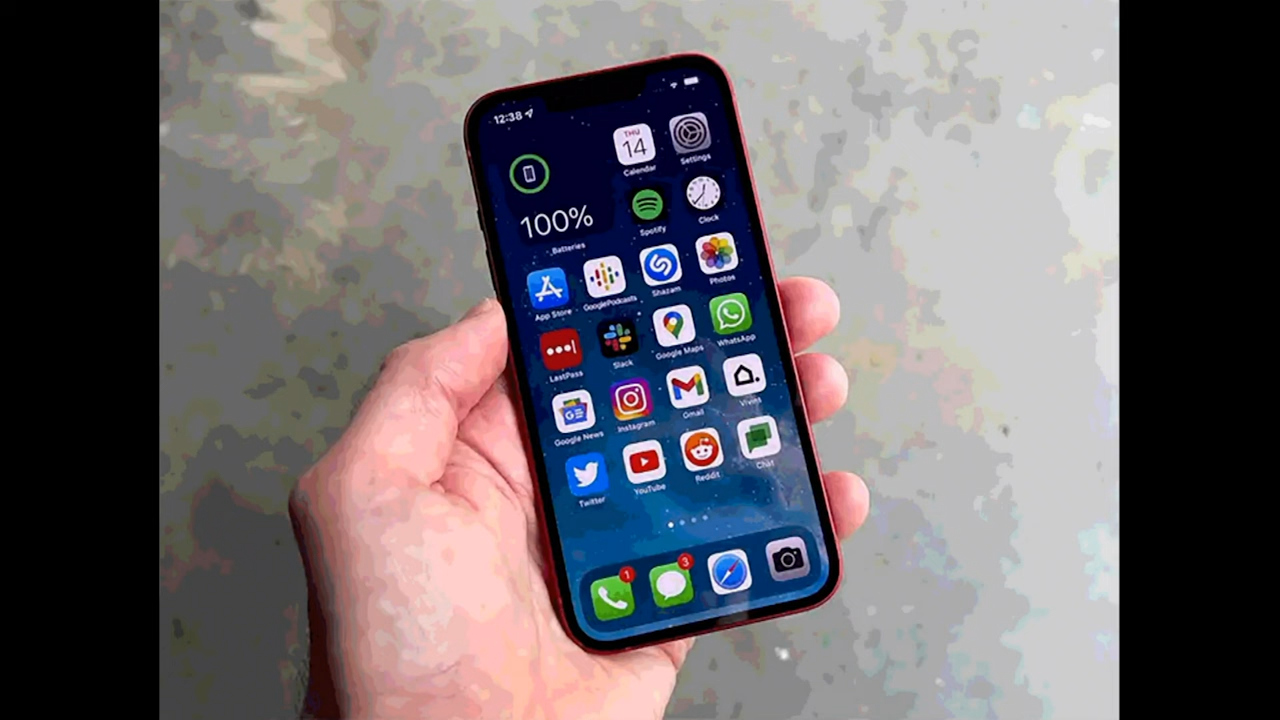 12:38
THU
14
Calendar
Settings
100%
Batteries
Spotify
Clock
App Store
GooglePodcasts
Shazam
Photos
LastPass
Slack
Google Maps
WhatsApp
GE
Google News
Instagram
Gmail
Vivint
Twitter
YouTube
Reddit
Chat
1
3